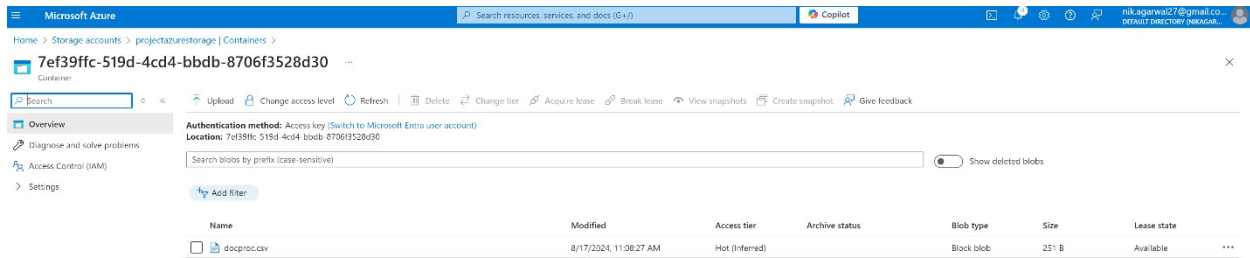 Microsoft Azure
Search resources, services, and docs (G+/)
Copilot
nik.agarwal27@gmail.co...
DEFAULT DIRECTORY (NIKAGAR...
Home > Storage accounts > projectazurestorage | Containers >
7ef39ffc-519d-4cd4-bbdb-8706f3528d30 ...
Container
Search
Upload Change access level Refresh Delete Change tier Acquire lease Break lease View snapshots Create snapshot Give feedback
Overview
Diagnose and solve problems
Access Control (IAM)
Settings
Authentication method: Access key (Switch to Microsoft Entra user account)
Location: 7ef39ffc-519d-4cd4-bbdb-8706f3528d30
Search blobs by prefix (case-sensitive)
Show deleted blobs
Add filter
Name Modified Access tier Archive status Blob type Size Lease state
docproc.csv 8/17/2024, 11:08:27 AM Hot (Inferred) Block blob 251 B Available ...